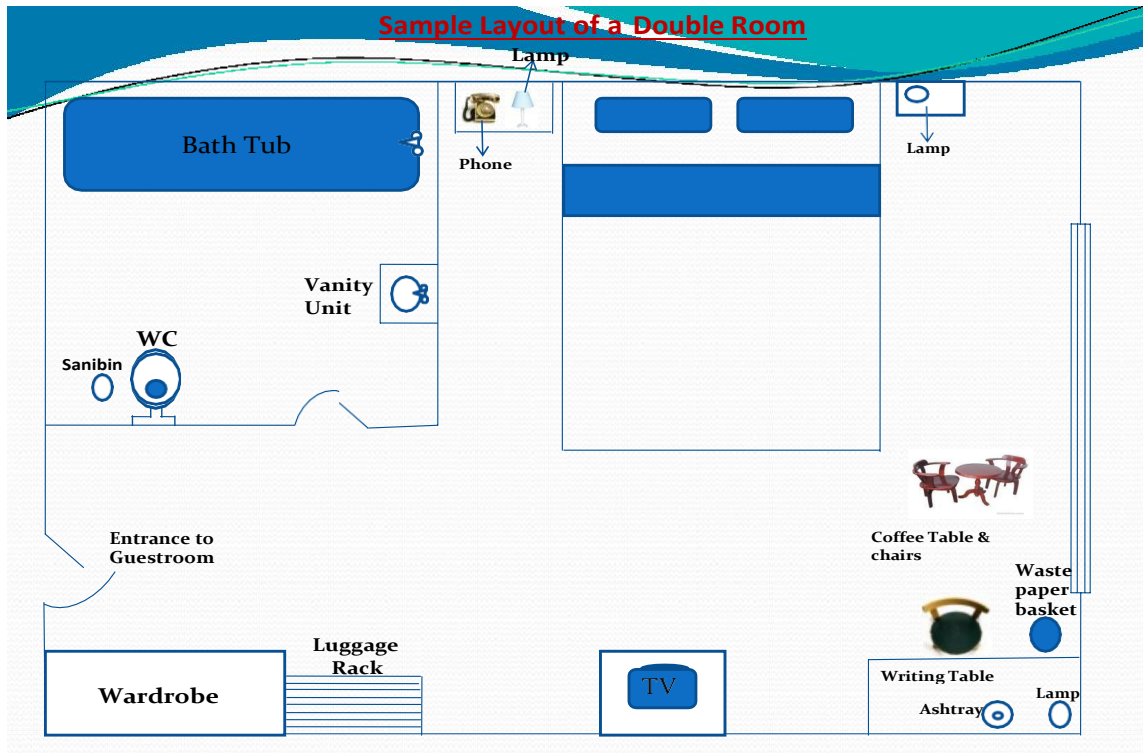 Sample Layout of a Double Room
Lamp
Bath Tub
Phone
Lamp
Vanity
Unit
WC
Sanibin
Entrance to
Guestroom
Coffee Table &
chairs
Waste
paper
basket
Luggage
Rack
Wardrobe
TV
Writing Table
Ashtray
Lamp